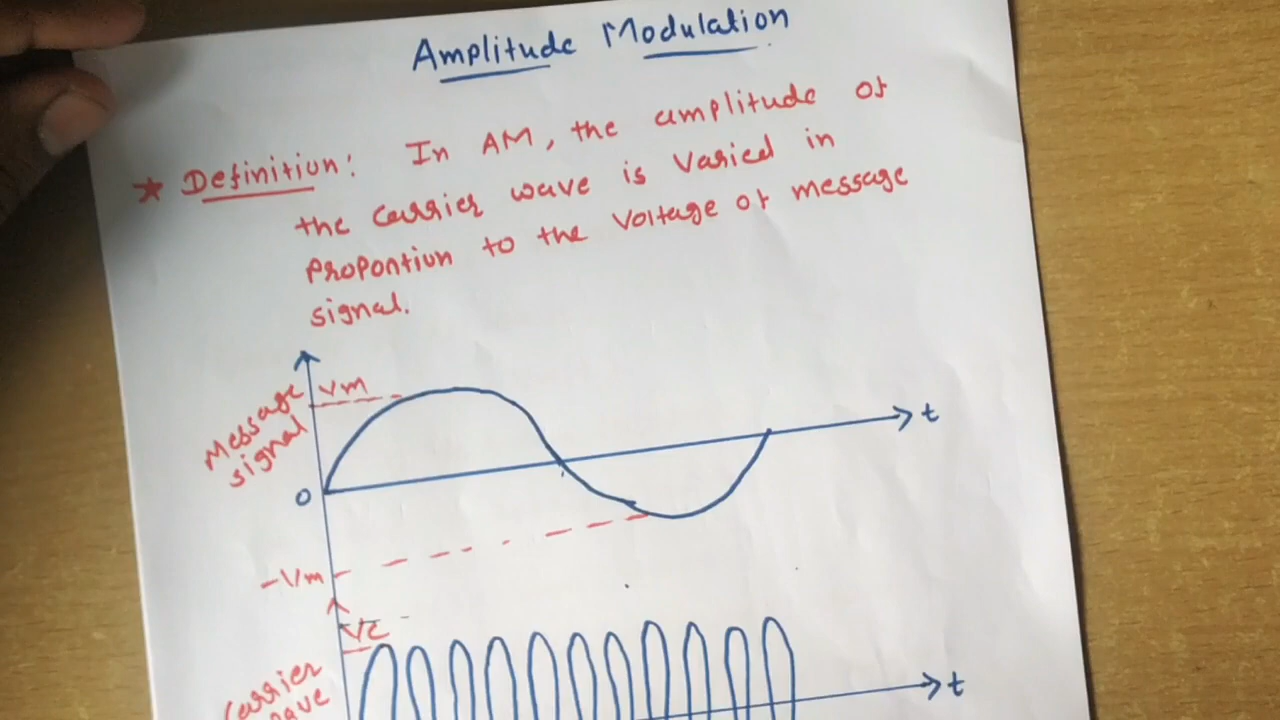 Amplitude Modulation
★ Definition: In AM, the amplitude of
the carrier wave is varied in
proportion to the voltage of message
signal.
Vm
Message
signal
t
0
-Vm
Vc
Carrier
wave
t